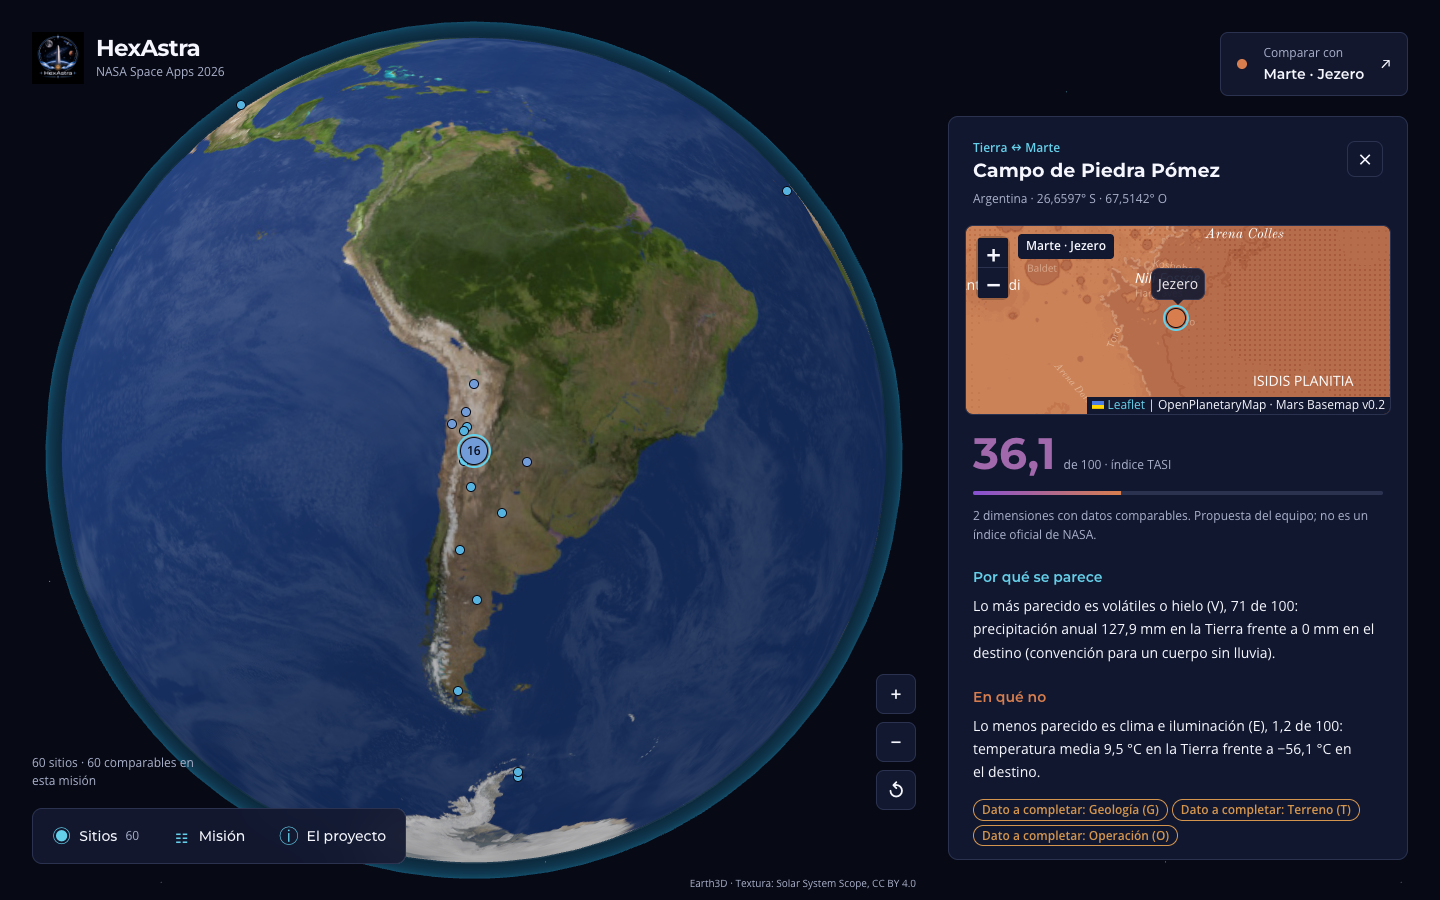 HexAstra
NASA Space Apps 2026
Comparar con
Marte · Jezero
Tierra ↔ Marte
Campo de Piedra Pómez
Argentina · 26,6597° S · 67,5142° O
Arena Colles
Marte · Jezero
Baldet
Nil
Jezero
ISIDIS PLANITIA
Leaflet | OpenPlanetaryMap · Mars Basemap v0.2
36,1 de 100 · índice TASI
2 dimensiones con datos comparables. Propuesta del equipo; no es un
índice oficial de NASA.
Por qué se parece
Lo más parecido es volátiles o hielo (V), 71 de 100:
precipitación anual 127,9 mm en la Tierra frente a 0 mm en el
destino (convención para un cuerpo sin lluvia).
En qué no
Lo menos parecido es clima e iluminación (E), 1,2 de 100:
temperatura media 9,5 °C en la Tierra frente a −56,1 °C en
el destino.
Dato a completar: Geología (G) Dato a completar: Terreno (T)
Dato a completar: Operación (O)
16
60 sitios · 60 comparables en
esta misión
Sitios 60 Misión El proyecto
Earth3D · Textura: Solar System Scope, CC BY 4.0